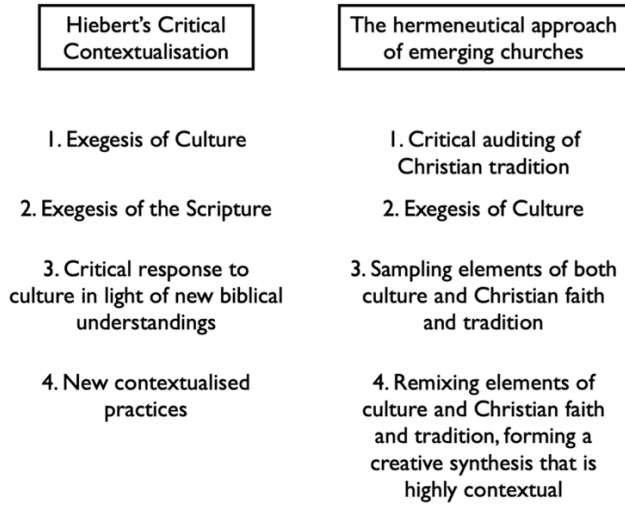 Hiebert's Critical
Contextualisation
1. Exegesis of Culture
2. Exegesis of the Scripture
3. Critical response to
culture in light of new biblical
understandings
4. New contextualised
practices
The hermeneutical approach
of emerging churches
1. Critical auditing of
Christian tradition
2. Exegesis of Culture
3. Sampling elements of both
culture and Christian faith
and tradition
4. Remixing elements of
culture and Christian faith
and tradition, forming a
creative synthesis that is
highly contextual